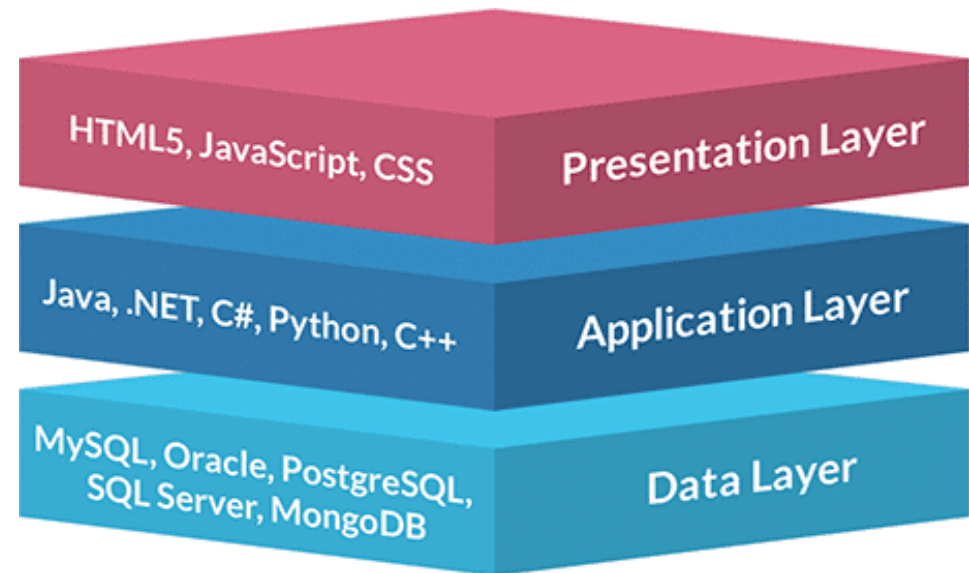 HTML5, JavaScript, CSS
Presentation Layer
Java, .NET, C#, Python, C++
Application Layer
MySQL, Oracle, PostgreSQL,
SQL Server, MongoDB
Data Layer